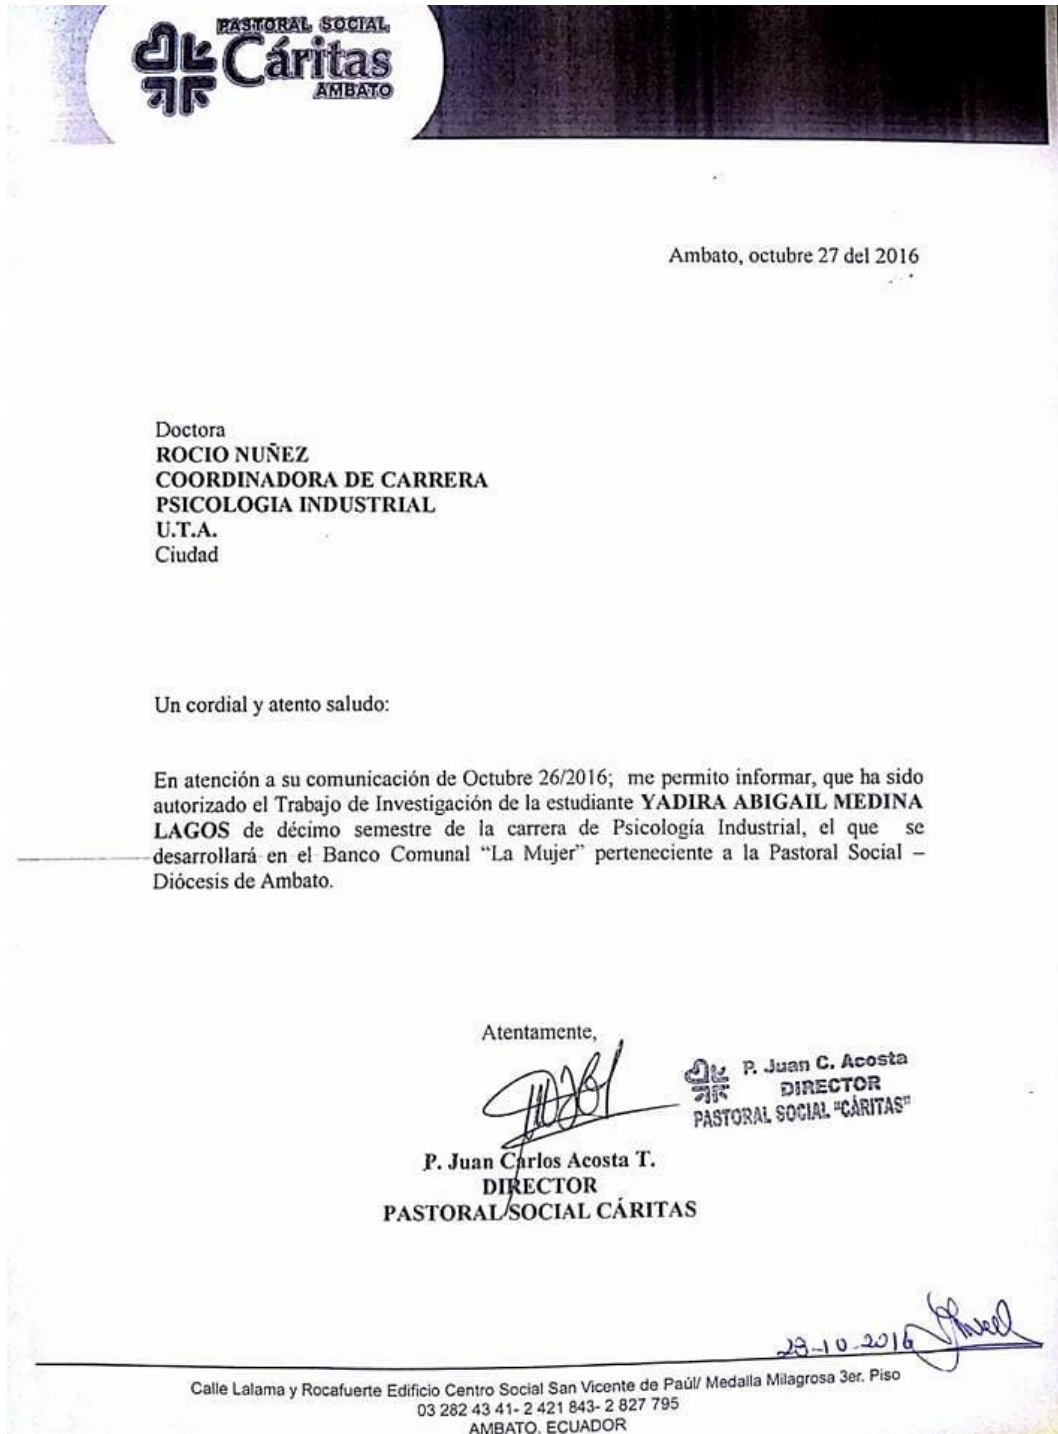 PASTORAL SOCIAL
Cáritas
AMBATO
Ambato, octubre 27 del 2016
Doctora
ROCIO NUÑEZ
COORDINADORA DE CARRERA
PSICOLOGIA INDUSTRIAL
U.T.A.
Ciudad
Un cordial y atento saludo:
En atención a su comunicación de Octubre 26/2016; me permito informar, que ha sido
autorizado el Trabajo de Investigación de la estudiante YADIRA ABIGAIL MEDINA
LAGOS de décimo semestre de la carrera de Psicología Industrial, el que se
desarrollará en el Banco Comunal “La Mujer” perteneciente a la Pastoral Social –
Diócesis de Ambato.
Atentamente,
P. Juan C. Acosta
DIRECTOR
PASTORAL SOCIAL "CÁRITAS"
P. Juan Carlos Acosta T.
DIRECTOR
PASTORAL SOCIAL CÁRITAS
28-10-2016
Calle Lalama y Rocafuerte Edificio Centro Social San Vicente de Paúl/ Medalla Milagrosa 3er. Piso
03 282 43 41- 2 421 843- 2 827 795
AMBATO, ECUADOR